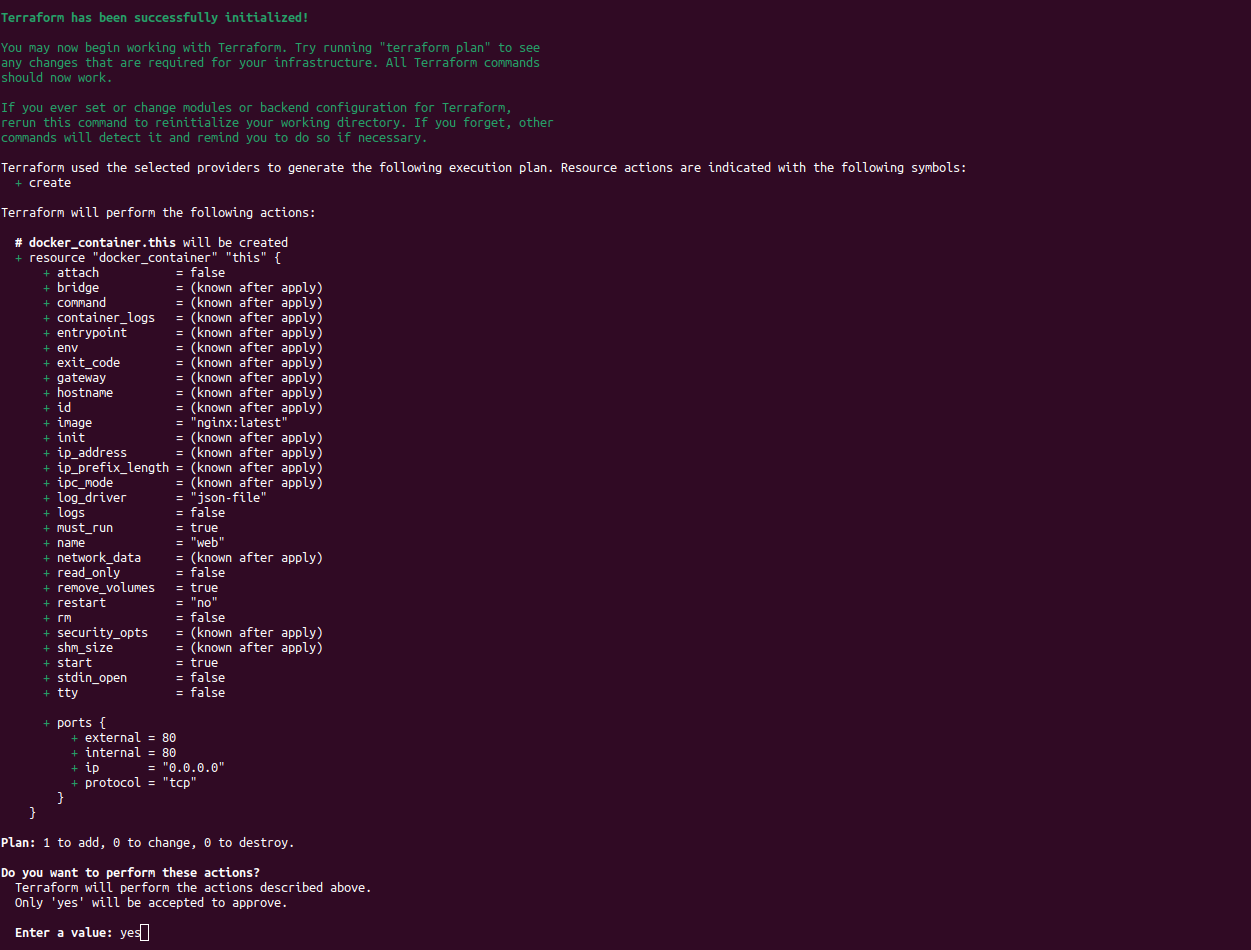 Terraform has been successfully initialized!
You may now begin working with Terraform. Try running "terraform plan" to see
any changes that are required for your infrastructure. All Terraform commands
should now work.
If you ever set or change modules or backend configuration for Terraform,
rerun this command to reinitialize your working directory. If you forget, other
commands will detect it and remind you to do so if necessary.
Terraform used the selected providers to generate the following execution plan. Resource actions are indicated with the following symbols:
  + create
Terraform will perform the following actions:
  # docker_container.this will be created
  + resource "docker_container" "this" {
      + attach           = false
      + bridge           = (known after apply)
      + command          = (known after apply)
      + container_logs   = (known after apply)
      + entrypoint       = (known after apply)
      + env              = (known after apply)
      + exit_code        = (known after apply)
      + gateway          = (known after apply)
      + hostname         = (known after apply)
      + id               = (known after apply)
      + image            = "nginx:latest"
      + init             = (known after apply)
      + ip_address       = (known after apply)
      + ip_prefix_length = (known after apply)
      + ipc_mode         = (known after apply)
      + log_driver       = "json-file"
      + logs             = false
      + must_run         = true
      + name             = "web"
      + network_data     = (known after apply)
      + read_only        = false
      + remove_volumes   = true
      + restart          = "no"
      + rm               = false
      + security_opts    = (known after apply)
      + shm_size         = (known after apply)
      + start            = true
      + stdin_open       = false
      + tty              = false
      + ports {
          + external = 80
          + internal = 80
          + ip       = "0.0.0.0"
          + protocol = "tcp"
        }
    }
Plan: 1 to add, 0 to change, 0 to destroy.
Do you want to perform these actions?
  Terraform will perform the actions described above.
  Only 'yes' will be accepted to approve.
  Enter a value: yes